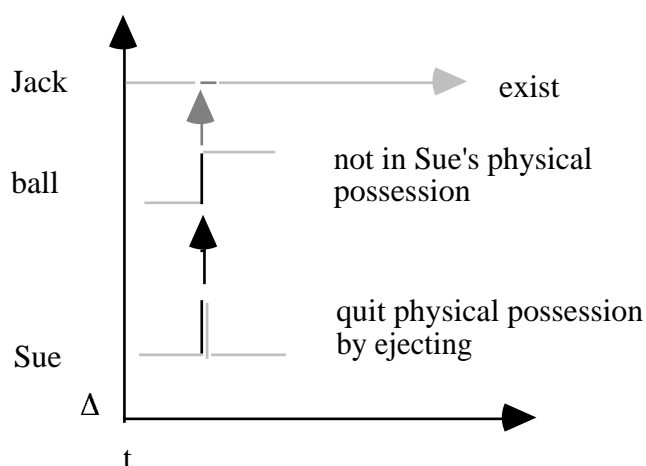 Jack
exist
not in Sue's physical
possession
ball
quit physical possession
by ejecting
Sue
Δ
t